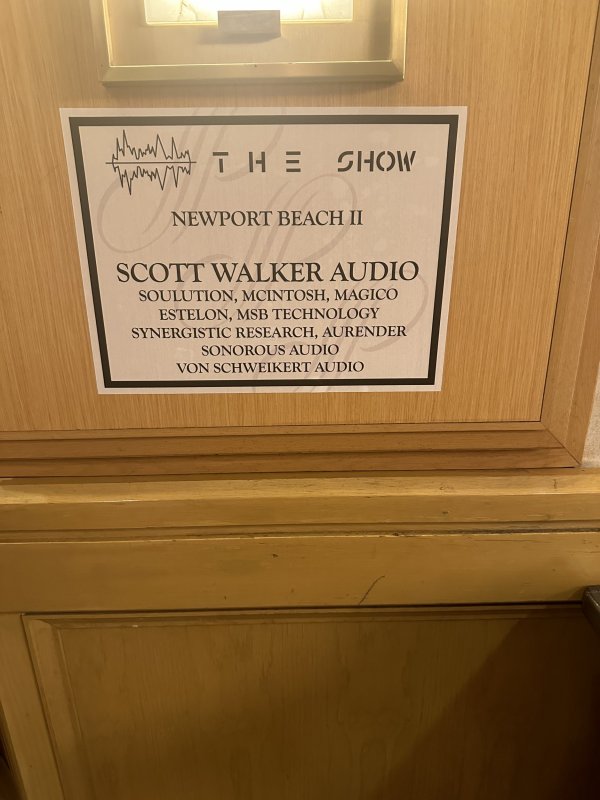 THE SHOW
NEWPORT BEACH II
SCOTT WALKER AUDIO
SOULUTION, MCINTOSH, MAGICO
ESTELON, MSB TECHNOLOGY
SYNERGISTIC RESEARCH, AURENDER
SONOROUS AUDIO
VON SCHWEIKERT AUDIO